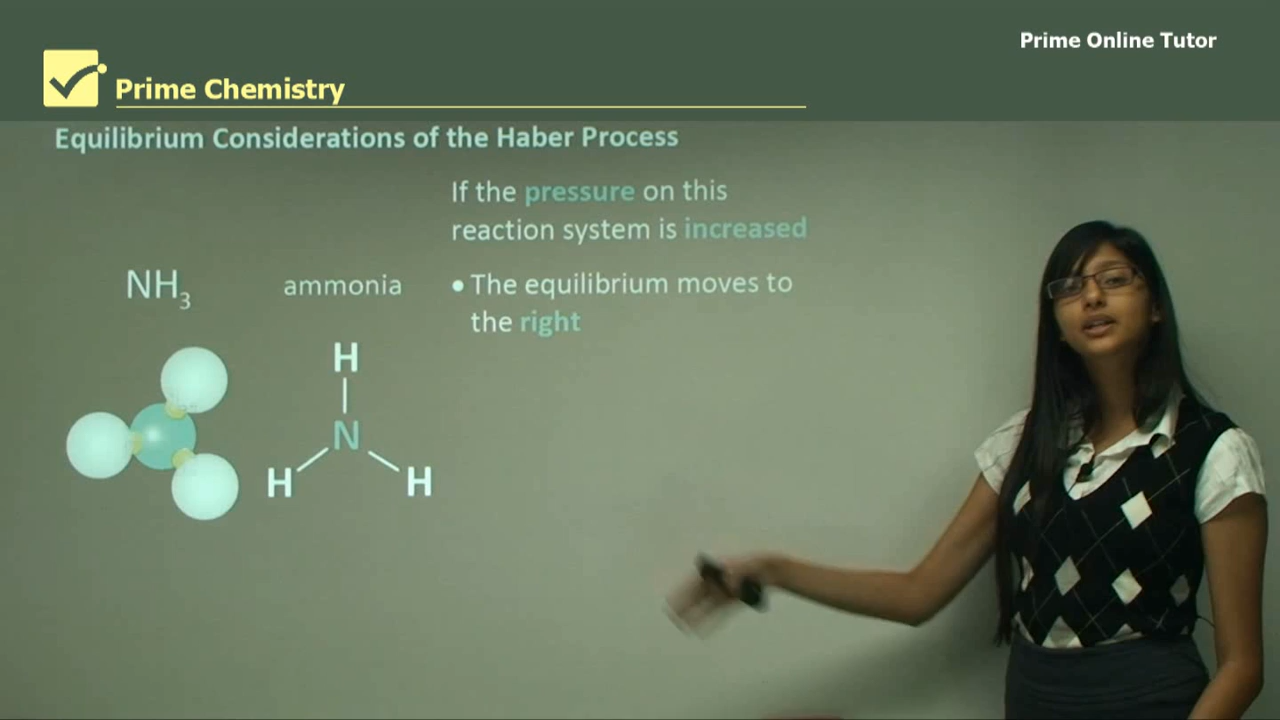 Prime Online Tutor
Prime Chemistry
Equilibrium Considerations of the Haber Process
If the pressure on this
reaction system is increased
NH₃
ammonia
• The equilibrium moves to
the right
H
N
H
H